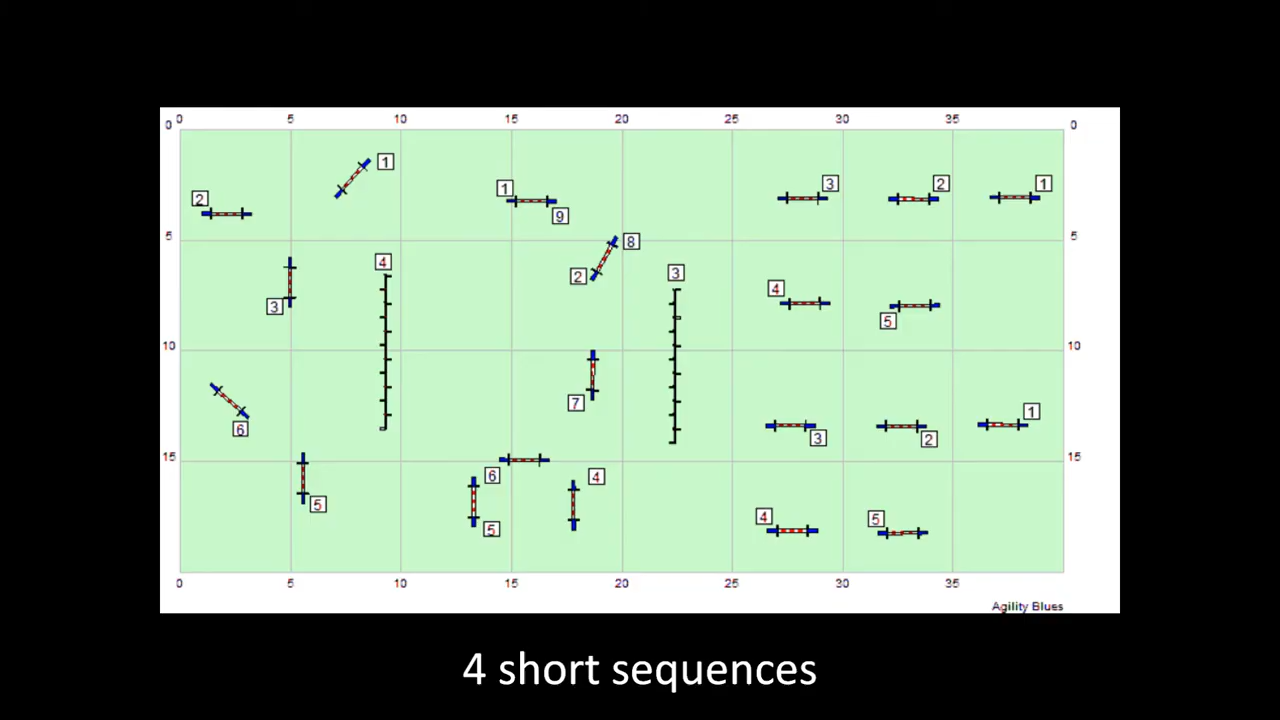 0 0 5 10 15 20 25 30 35 0
1
2 1 3 2 1
9
5 8 5
4 2 3
3 4
5
10 10
7
6 1
3 2
15 15
6 4
5 5 4 5
0 5 10 15 20 25 30 35
Agility Blues
4 short sequences